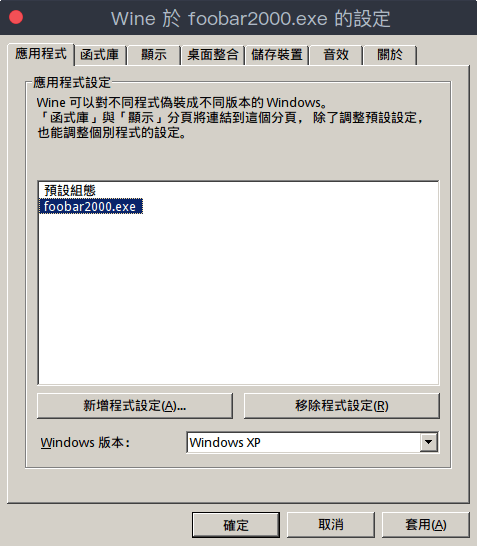 Wine 於 foobar2000.exe 的設定
應用程式 函式庫 顯示 桌面整合 儲存裝置 音效 關於
應用程式設定
Wine 可以對不同程式偽裝成不同版本的 Windows。
「函式庫」與「顯示」分頁將連結到這個分頁， 除了調整預設設定，
也能調整個別程式的設定。
預設組態
foobar2000.exe
新增程式設定(A)... 移除程式設定(R)
Windows 版本： Windows XP
確定 取消 套用(A)